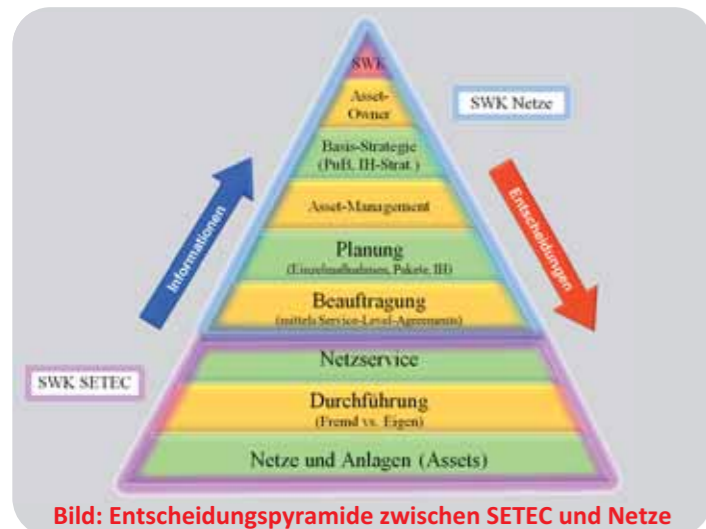 SWK
Asset-
Owner
SWK Netze
Basis-Strategie
(PuB, IH-Strat.)
Informationen
Entscheidungen
Asset-Management
Planung
(Einzelmaßnahmen, Pakete, IH)
Beauftragung
(mittels Service-Level-Agreements)
SWK SETEC
Netzservice
Durchführung
(Fremd vs. Eigen)
Netze und Anlagen (Assets)
Bild: Entscheidungspyramide zwischen SETEC und Netze